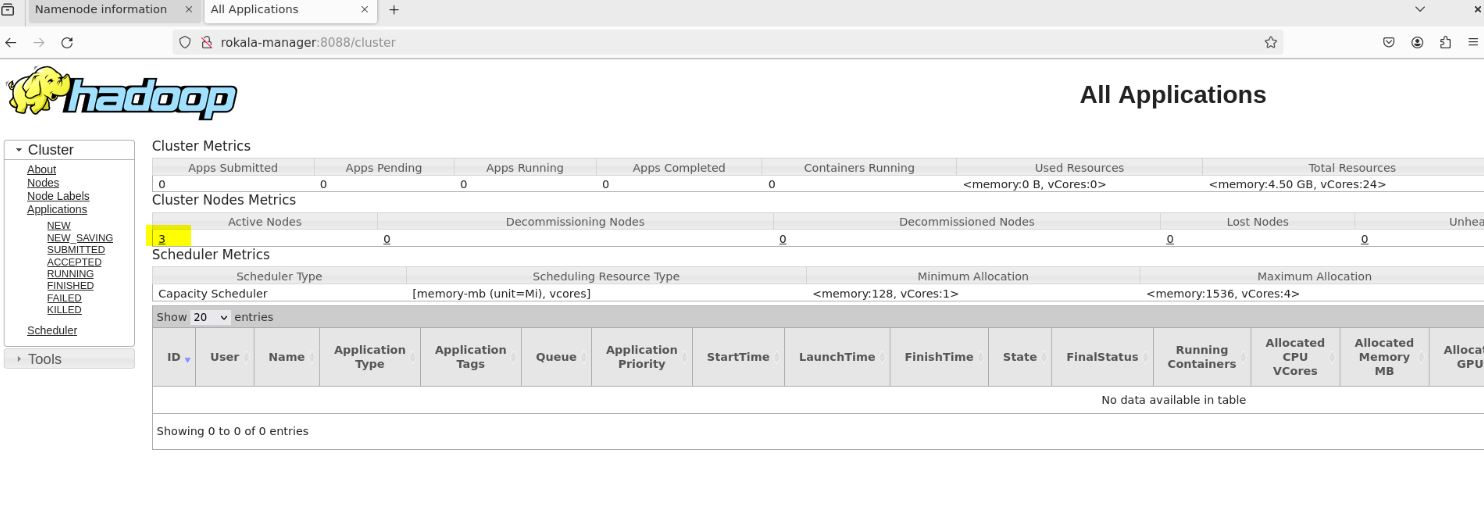 Namenode information × All Applications × +
rokala-manager:8088/cluster
hadoop
All Applications
Cluster
About
Nodes
Node Labels
Applications
NEW
NEW_SAVING
SUBMITTED
ACCEPTED
RUNNING
FINISHED
FAILED
KILLED
Scheduler
Tools
Cluster Metrics
Apps Submitted Apps Pending Apps Running Apps Completed Containers Running Used Resources Total Resources
0 0 0 0 0 <memory:0 B, vCores:0> <memory:4.50 GB, vCores:24>
Cluster Nodes Metrics
Active Nodes Decommissioning Nodes Decommissioned Nodes Lost Nodes Unhea
3 0 0 0 0
Scheduler Metrics
Scheduler Type Scheduling Resource Type Minimum Allocation Maximum Allocation
Capacity Scheduler [memory-mb (unit=Mi), vcores] <memory:128, vCores:1> <memory:1536, vCores:4>
Show 20 entries
ID User Name Application Type Application Tags Queue Application Priority StartTime LaunchTime FinishTime State FinalStatus Running Containers Allocated CPU VCores Allocated Memory MB Allocat GPU
No data available in table
Showing 0 to 0 of 0 entries